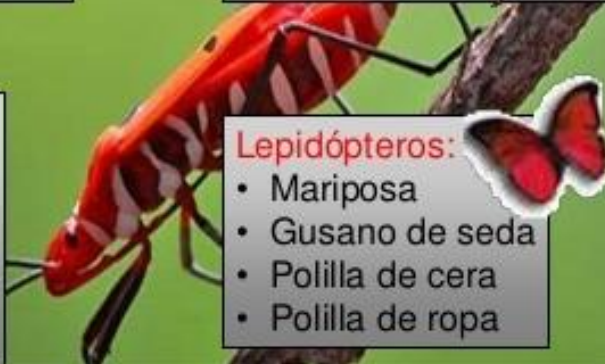 Lepidópteros:
• Mariposa
• Gusano de seda
• Polilla de cera
• Polilla de ropa